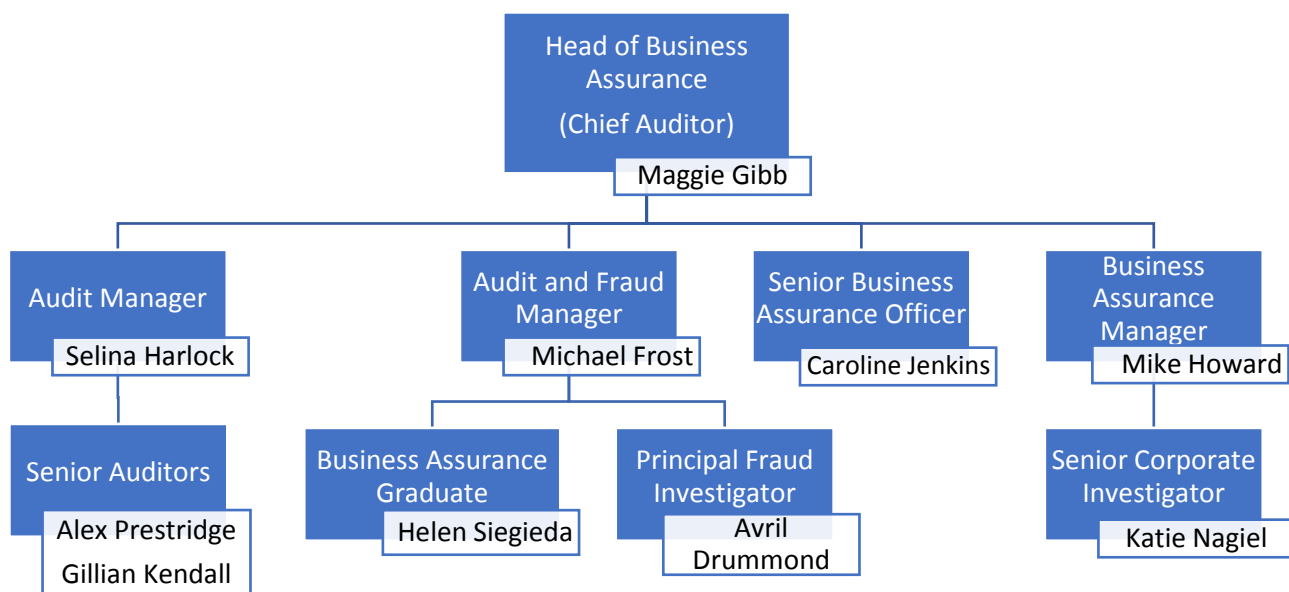 Head of Business
Assurance
(Chief Auditor)
Maggie Gibb
Audit Manager
Selina Harlock
Audit and Fraud
Manager
Michael Frost
Senior Business
Assurance Officer
Caroline Jenkins
Business
Assurance
Manager
Mike Howard
Senior Auditors
Alex Prestridge
Gillian Kendall
Business Assurance
Graduate
Helen Siegieda
Principal Fraud
Investigator
Avril
Drummond
Senior Corporate
Investigator
Katie Nagiel